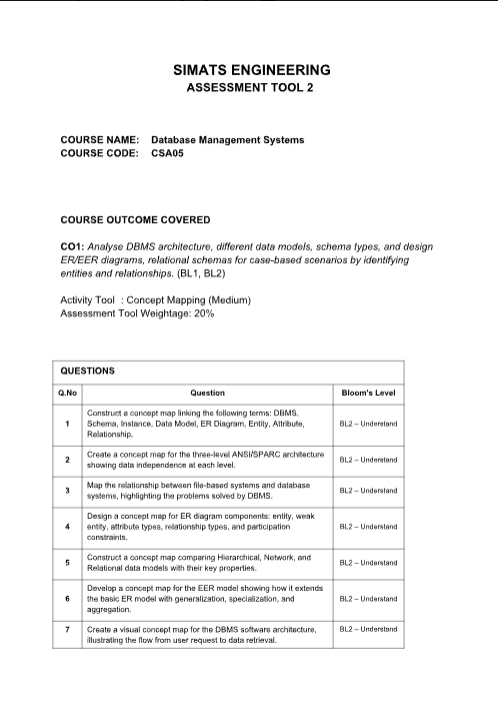 SIMATS ENGINEERING
ASSESSMENT TOOL 2
COURSE NAME: Database Management Systems
COURSE CODE: CSA05
COURSE OUTCOME COVERED
CO1: Analyse DBMS architecture, different data models, schema types, and design
ER/EER diagrams, relational schemas for case-based scenarios by identifying
entities and relationships. (BL1, BL2)
Activity Tool : Concept Mapping (Medium)
Assessment Tool Weightage: 20%
QUESTIONS
Q.No Question Bloom's Level
1 Construct a concept map linking the following terms: DBMS, Schema, Instance, Data Model, ER Diagram, Entity, Attribute, Relationship. BL2 – Understand
2 Create a concept map for the three-level ANSI/SPARC architecture showing data independence at each level. BL2 – Understand
3 Map the relationship between file-based systems and database systems, highlighting the problems solved by DBMS. BL2 – Understand
4 Design a concept map for ER diagram components: entity, weak entity, attribute types, relationship types, and participation constraints. BL2 – Understand
5 Construct a concept map comparing Hierarchical, Network, and Relational data models with their key properties. BL2 – Understand
6 Develop a concept map for the EER model showing how it extends the basic ER model with generalization, specialization, and aggregation. BL2 – Understand
7 Create a visual concept map for the DBMS software architecture, illustrating the flow from user request to data retrieval. BL2 – Understand